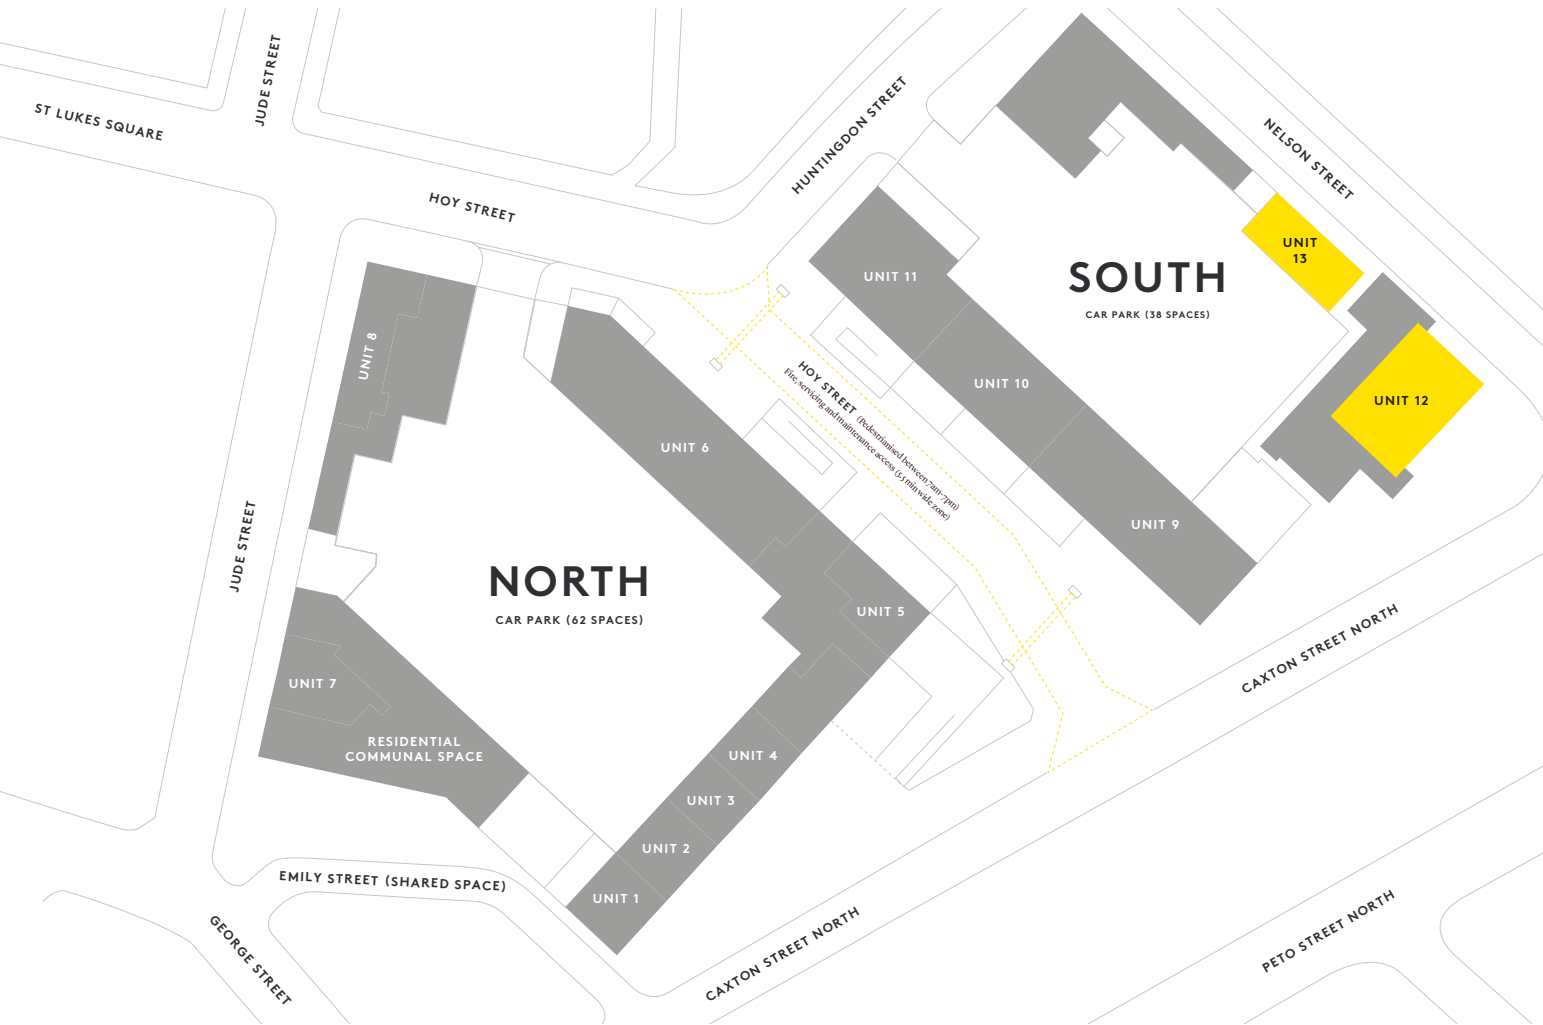 JUDE STREET
ST LUKES SQUARE
HUNTINGDON STREET
NELSON STREET
HOY STREET
UNIT
13
UNIT 11
SOUTH
CAR PARK (38 SPACES)
UNIT 8
UNIT 10
UNIT 12
HOY STREET (Pedestrianised between 7am-7pm)
Fire, servicing and maintenance access (5.5 min wide zone)
UNIT 6
UNIT 9
JUDE STREET
NORTH
CAR PARK (62 SPACES)
UNIT 5
CAXTON STREET NORTH
UNIT 7
RESIDENTIAL
COMMUNAL SPACE
UNIT 4
UNIT 3
UNIT 2
EMILY STREET (SHARED SPACE)
UNIT 1
PETO STREET NORTH
CAXTON STREET NORTH
GEORGE STREET